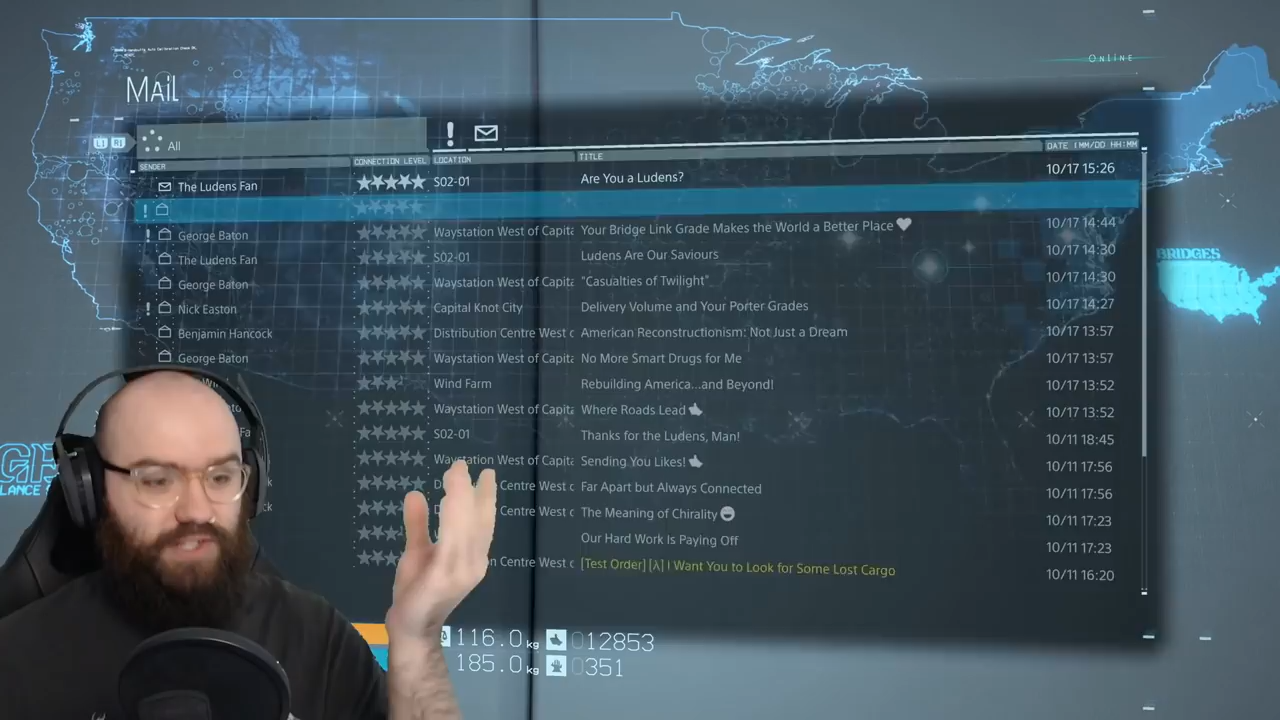 ONLINE
Mail
L1 R1 All !
SENDER CONNECTION LEVEL LOCATION TITLE DATE (MM/DD HH:MM
The Ludens Fan S02-01 Are You a Ludens? 10/17 15:26
!
! George Baton Waystation West of Capita Your Bridge Link Grade Makes the World a Better Place 10/17 14:44
The Ludens Fan S02-01 Ludens Are Our Saviours 10/17 14:30
George Baton Waystation West of Capita "Casualties of Twilight" 10/17 14:30
! Nick Easton Capital Knot City Delivery Volume and Your Porter Grades 10/17 14:27
Benjamin Hancock Distribution Centre West c American Reconstructionism: Not Just a Dream 10/17 13:57
George Baton Waystation West of Capita No More Smart Drugs for Me 10/17 13:57
Wind Farm Rebuilding America...and Beyond! 10/17 13:52
Waystation West of Capita Where Roads Lead 10/17 13:52
S02-01 Thanks for the Ludens, Man! 10/11 18:45
Waystation West of Capita Sending You Likes! 10/11 17:56
Centre West c Far Apart but Always Connected 10/11 17:56
Centre West c The Meaning of Chirality 10/11 17:23
Our Hard Work Is Paying Off 10/11 17:23
Centre West c [Test Order] [λ] I Want You to Look for Some Lost Cargo 10/11 16:20
BRIDGES
116.0 kg 012853
185.0 kg 0351